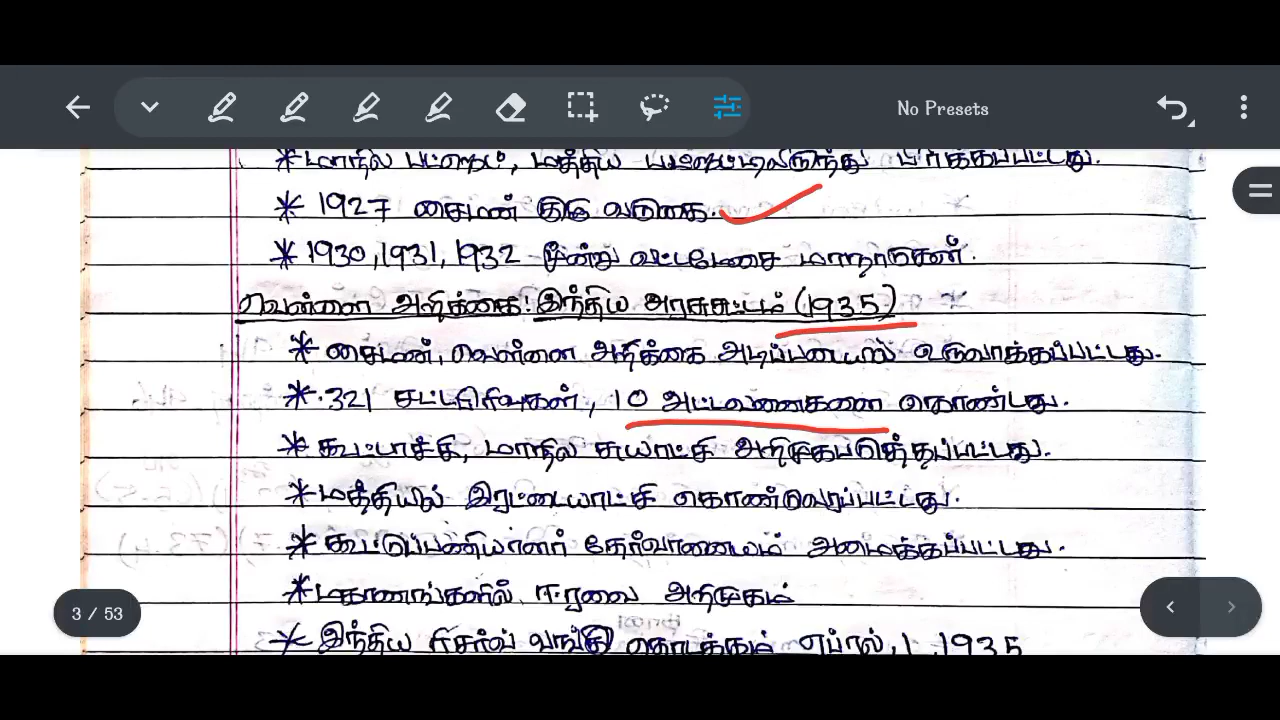 No Presets
* மாநில பட்ஜெட், மத்திய பட்ஜெட்டிலிருந்து பிரிக்கப்பட்டது.
* 1927 சைமன் குழு வருகை.
* 1930, 1931, 1932 மூன்று வட்டமேசை மாநாடுகள்.
வெள்ளை அறிக்கை: இந்திய அரசுசட்டம் (1935)
* சைமன், வெள்ளை அறிக்கை அடிப்படையில் உருவாக்கப்பட்டது.
* 321 சட்டபிரிவுகள், 10 அட்டவணைகளை கொண்டது.
* கூட்டாச்சி, மாநில சுயாட்சி அறிமுகப்படுத்தப்பட்டது.
* மத்தியில் இரட்டையாட்சி கொண்டுவரப்பட்டது.
* கூட்டுப்பணியாளர் தேர்வாணையம் அமைக்கப்பட்டது.
* மகாணங்களில் ஈரவை அறிமுகம்
3 / 53
* இந்திய ரிசர்வ் வங்கி தொடக்கம் ஏப்ரல், 1, 1935